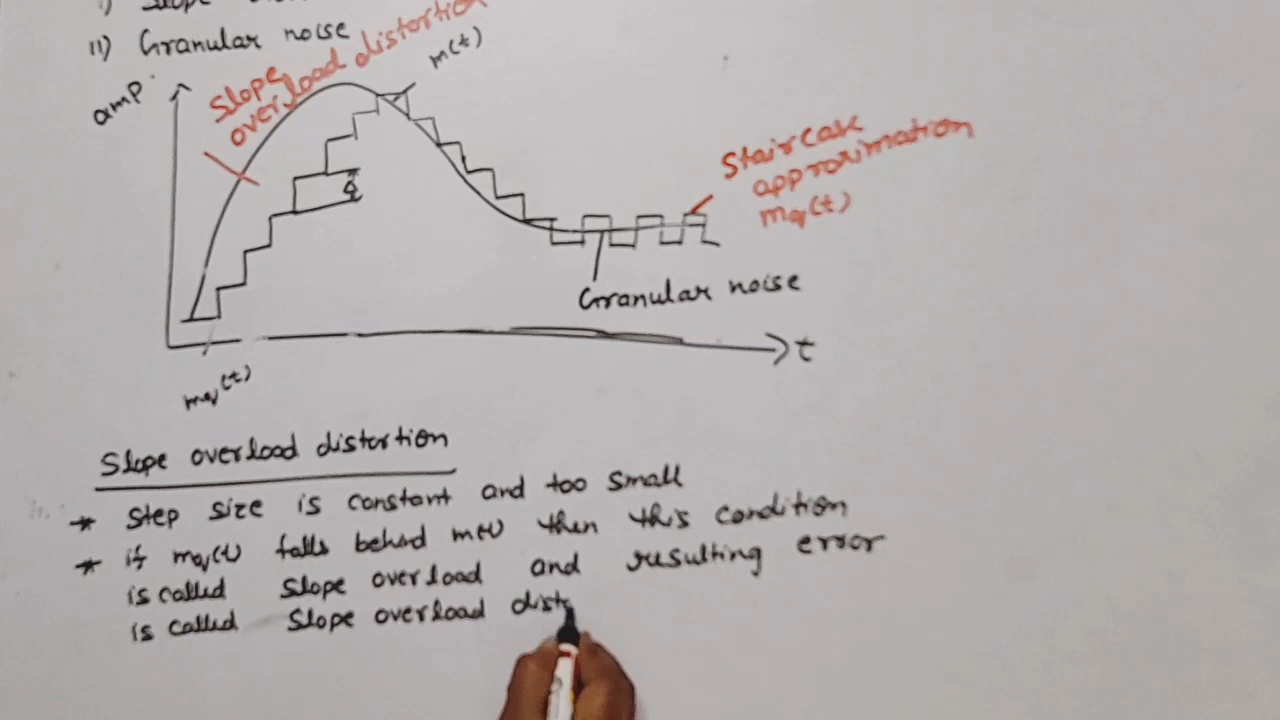 i) Slope
ii) Granular noise
amp
Slope
overload distortion
m(t)
Staircase
approximation
mq(t)
Granular noise
t
mq(t)
Slope overload distortion
* Step size is constant and too small
* if mq(t) falls behind m(t) then this condition
is called Slope overload and resulting error
is called Slope overload dist